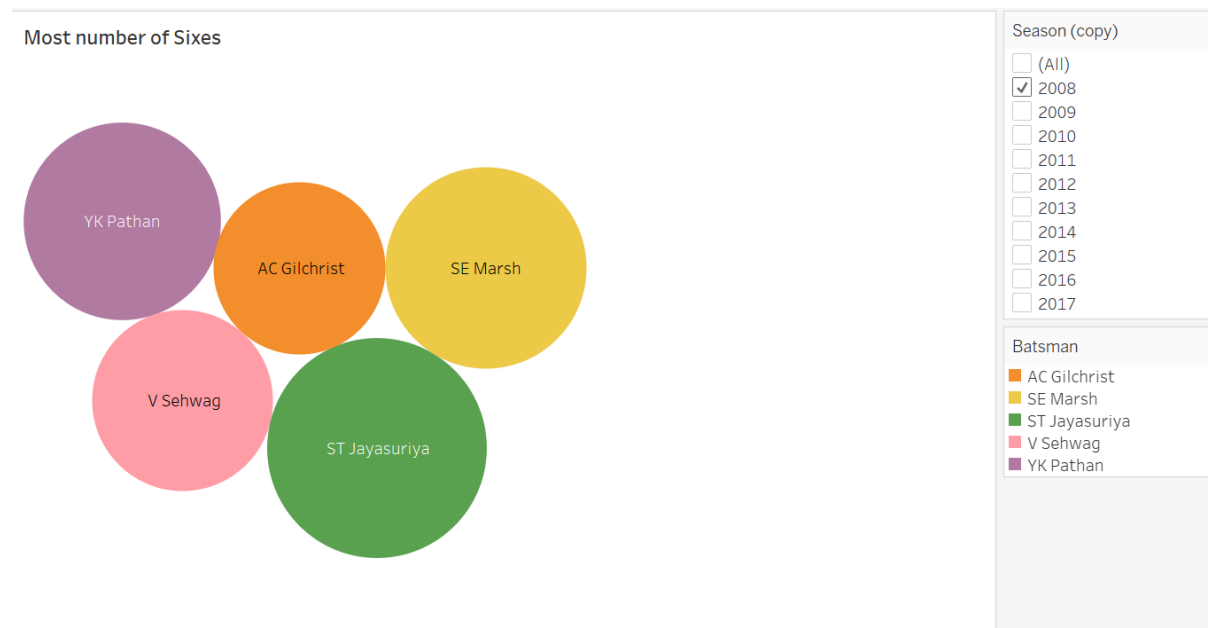 Most number of Sixes
YK Pathan
AC Gilchrist
SE Marsh
V Sehwag
ST Jayasuriya
Season (copy)
(All)
2008
2009
2010
2011
2012
2013
2014
2015
2016
2017
Batsman
AC Gilchrist
SE Marsh
ST Jayasuriya
V Sehwag
YK Pathan